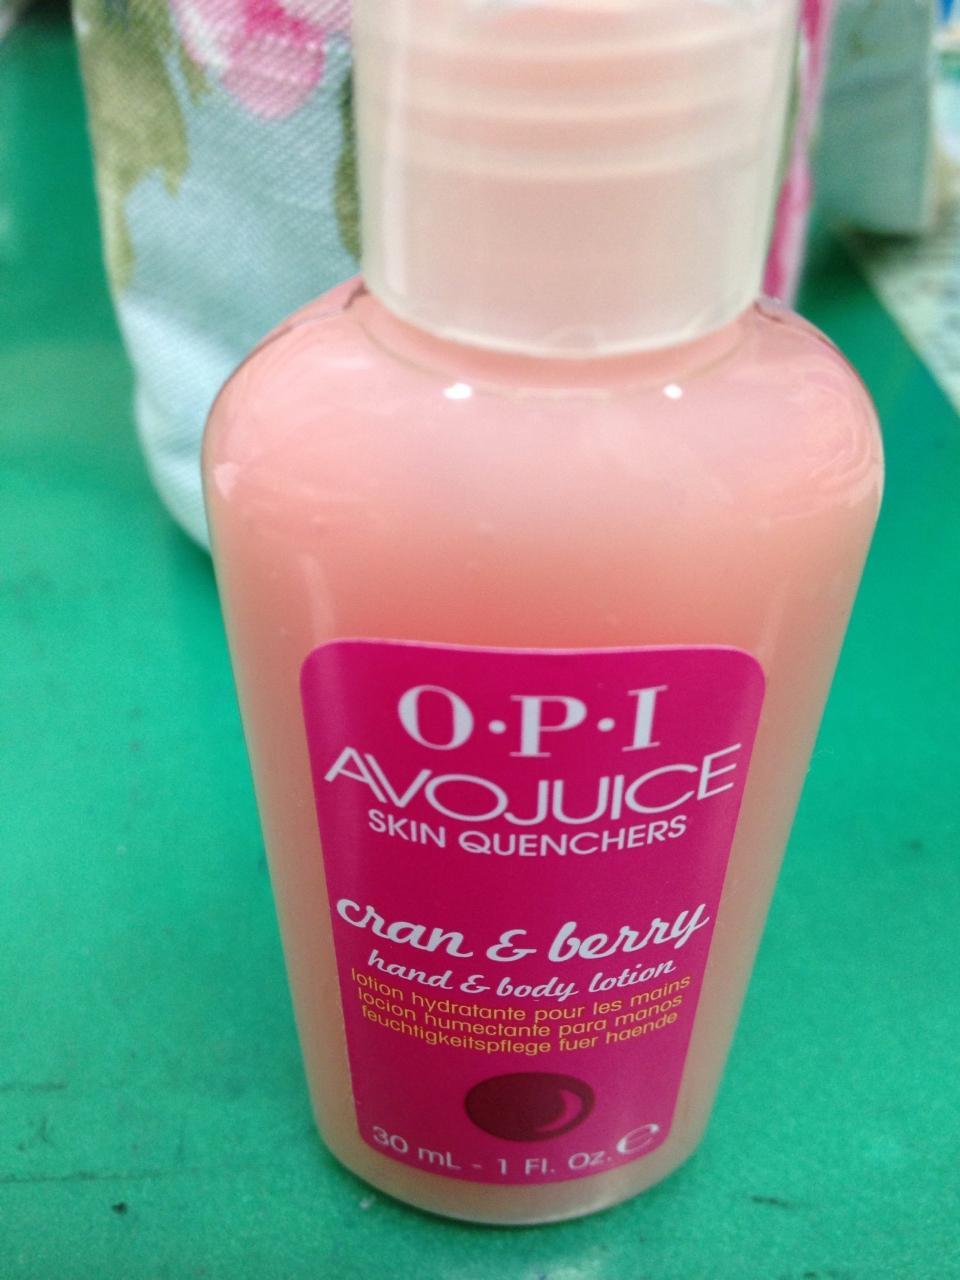 O·P·I
AVOJUICE
SKIN QUENCHERS
cran & berry
hand & body lotion
lotion hydratante pour les mains
locion humectante para manos
feuchtigkeitspflege fuer haende
30 mL - 1 Fl. Oz. ℮